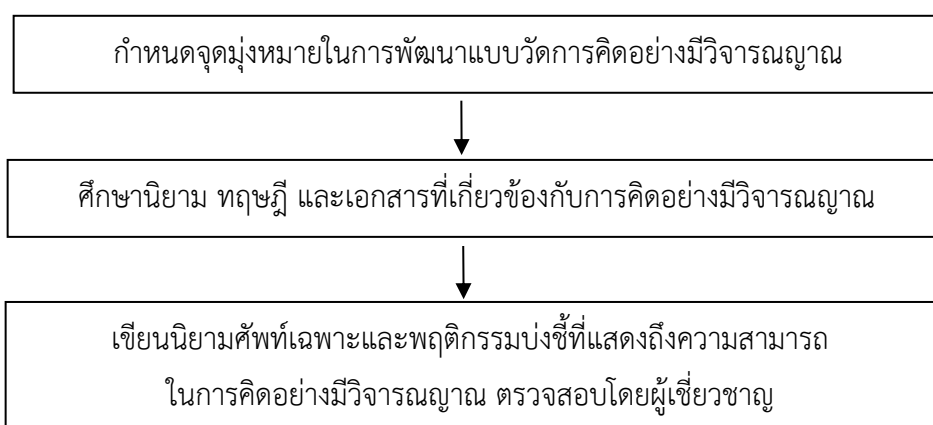 กำหนดจุดมุ่งหมายในการพัฒนาแบบวัดการคิดอย่างมีวิจารณญาณ
ศึกษานิยาม ทฤษฎี และเอกสารที่เกี่ยวข้องกับการคิดอย่างมีวิจารณญาณ
เขียนนิยามศัพท์เฉพาะและพฤติกรรมบ่งชี้ที่แสดงถึงความสามารถ
ในการคิดอย่างมีวิจารณญาณ ตรวจสอบโดยผู้เชี่ยวชาญ